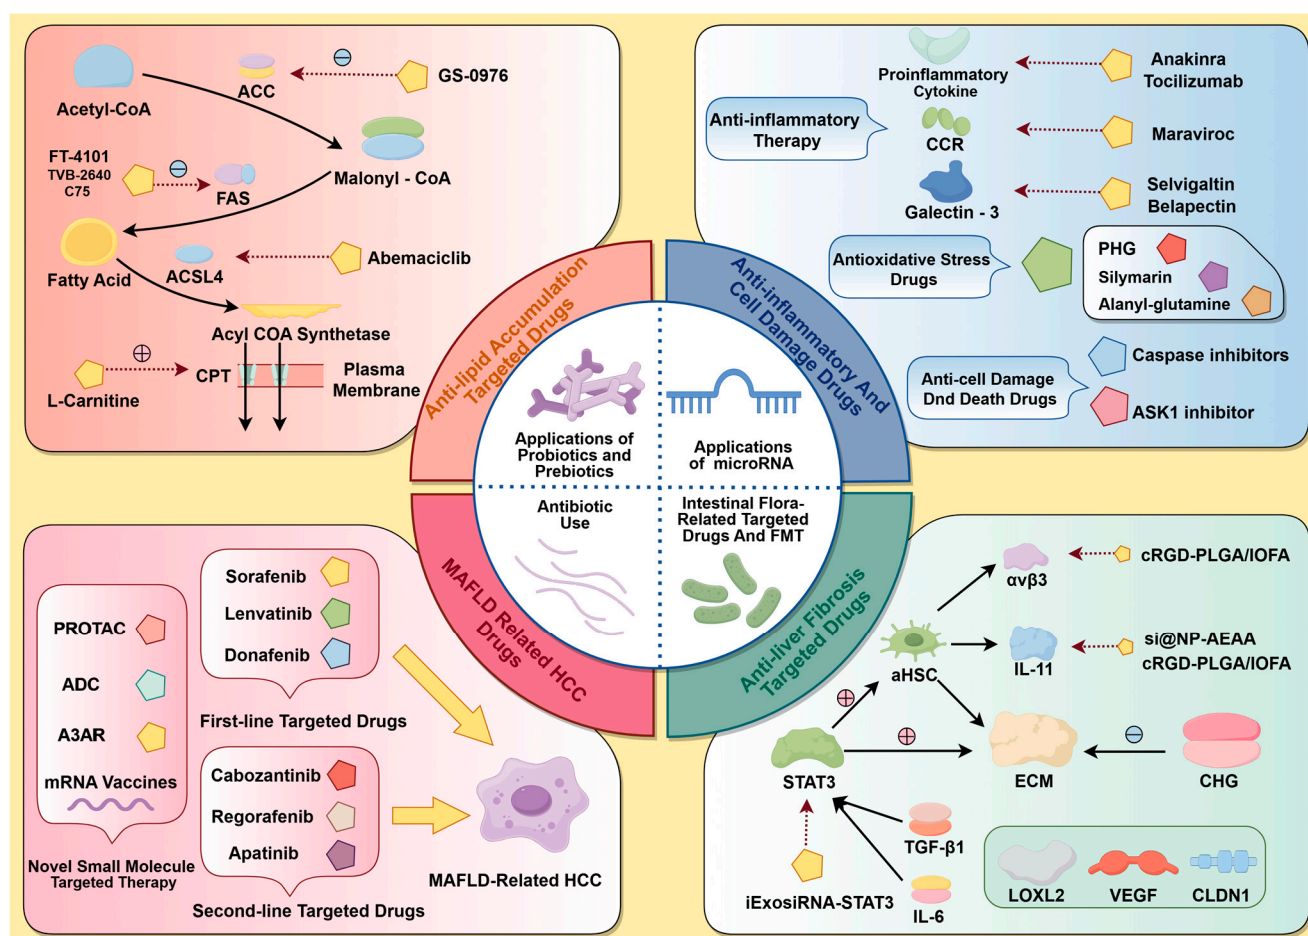 Acetyl-CoA
ACC
GS-0976
Malonyl - CoA
FT-4101
TVB-2640
C75
FAS
Fatty Acid
ACSL4
Abemaciclib
Acyl COA Synthetase
L-Carnitine
CPT
Plasma
Membrane
Proinflammatory
Cytokine
Anakinra
Tocilizumab
Anti-inflammatory
Therapy
CCR
Maraviroc
Galectin - 3
Selvigaltin
Belapectin
Antioxidative Stress
Drugs
PHG
Silymarin
Alanyl-glutamine
Anti-cell Damage
Dnd Death Drugs
Caspase inhibitors
ASK1 inhibitor
Anti-lipid Accumulation
Targeted Drugs
Anti-inflammatory And
Cell Damage Drugs
MAFLD Related HCC
Drugs
Anti-liver Fibrosis
Targeted Drugs
Applications of
Probiotics and
Prebiotics
Applications
of microRNA
Antibiotic
Use
Intestinal Flora-
Related Targeted
Drugs And FMT
PROTAC
ADC
A3AR
mRNA Vaccines
Novel Small Molecule
Targeted Therapy
Sorafenib
Lenvatinib
Donafenib
First-line Targeted Drugs
Cabozantinib
Regorafenib
Apatinib
Second-line Targeted Drugs
MAFLD-Related HCC
αvβ3
cRGD-PLGA/IOFA
aHSC
IL-11
si@NP-AEAA
cRGD-PLGA/IOFA
STAT3
ECM
CHG
TGF-β1
iExosiRNA-STAT3
IL-6
LOXL2
VEGF
CLDN1